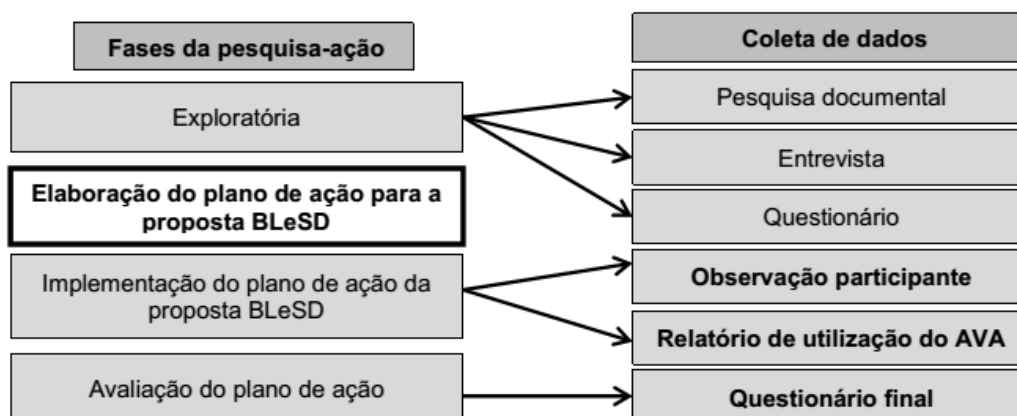 Fases da pesquisa-ação
Exploratória
Elaboração do plano de ação para a
proposta BLeSD
Implementação do plano de ação da
proposta BLeSD
Avaliação do plano de ação
Coleta de dados
Pesquisa documental
Entrevista
Questionário
Observação participante
Relatório de utilização do AVA
Questionário final